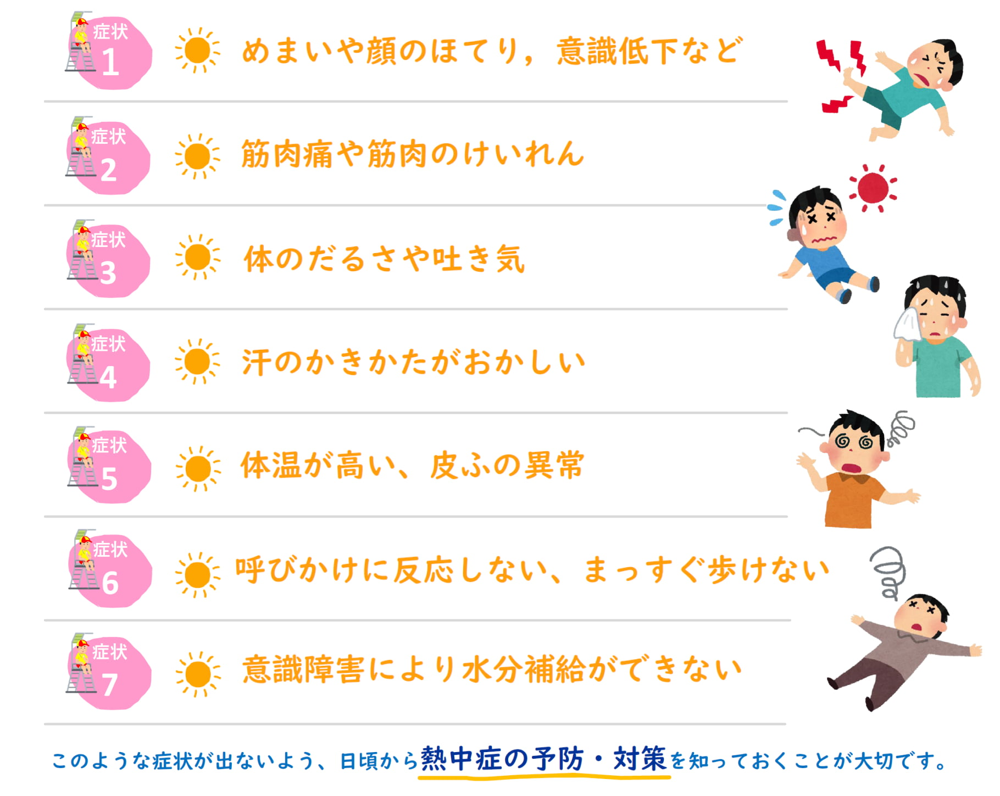 症状
1
めまいや顔のほてり，意識低下など
症状
2
筋肉痛や筋肉のけいれん
症状
3
体のだるさや吐き気
症状
4
汗のかきかたがおかしい
症状
5
体温が高い、皮ふの異常
症状
6
呼びかけに反応しない、まっすぐ歩けない
症状
7
意識障害により水分補給ができない
このような症状が出ないよう、日頃から熱中症の予防・対策を知っておくことが大切です。